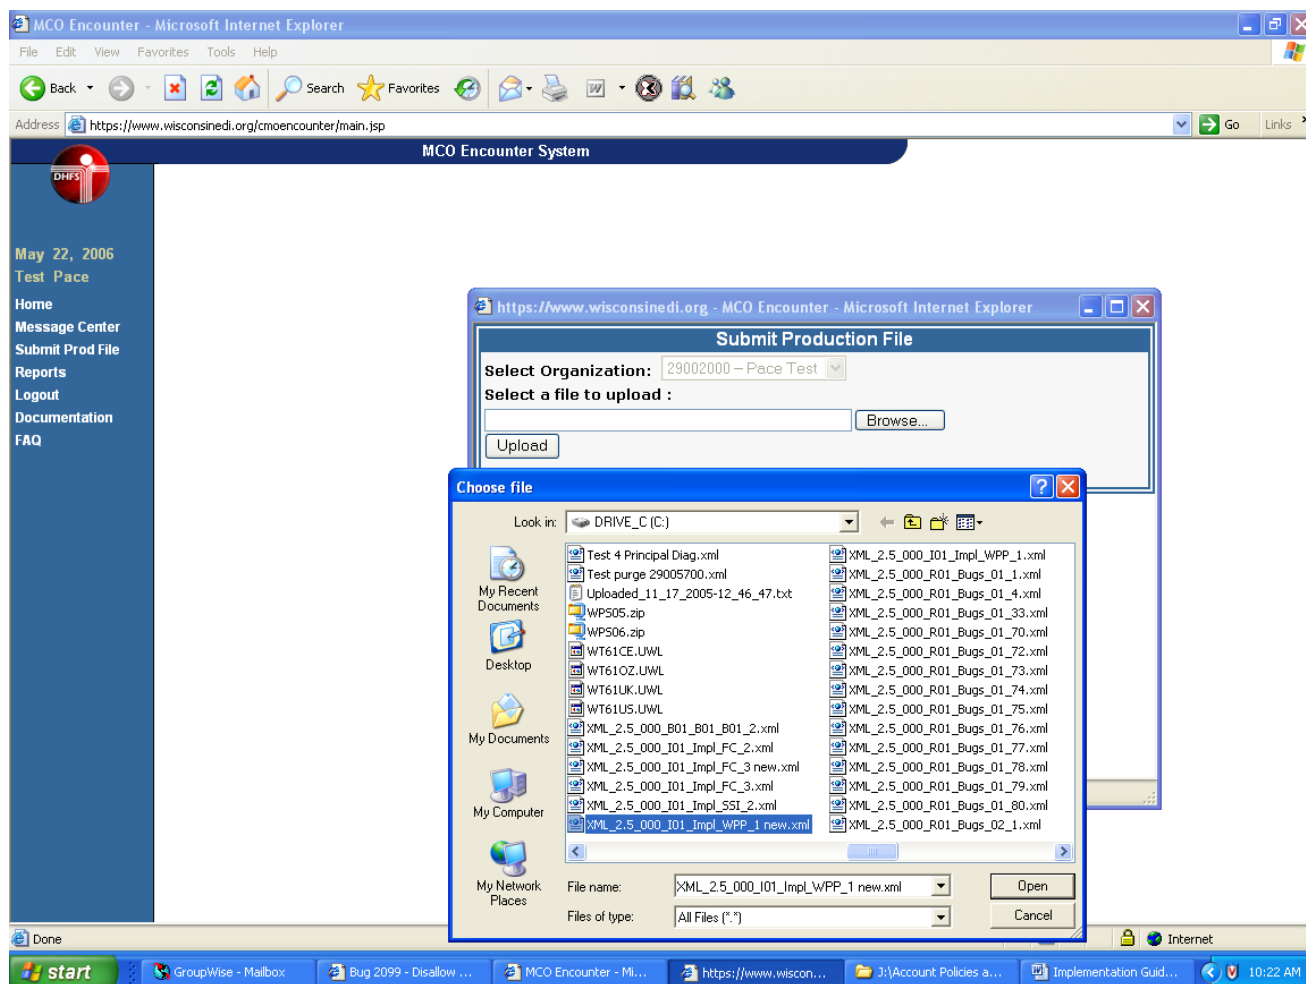 MCO Encounter - Microsoft Internet Explorer
File Edit View Favorites Tools Help
Back Search Favorites
Address https://www.wisconsinedi.org/cmoencounter/main.jsp Go Links
MCO Encounter System
DHFS
May 22, 2006
Test Pace
Home
Message Center
Submit Prod File
Reports
Logout
Documentation
FAQ
https://www.wisconsinedi.org - MCO Encounter - Microsoft Internet Explorer
Submit Production File
Select Organization: 29002000 – Pace Test
Select a file to upload :
Browse...
Upload
Choose file
Look in: DRIVE_C (C:)
My Recent Documents
Desktop
My Documents
My Computer
My Network Places
Test 4 Principal Diag.xml
Test purge 29005700.xml
Uploaded_11_17_2005-12_46_47.txt
WPS05.zip
WPS06.zip
WT61CE.UWL
WT61OZ.UWL
WT61UK.UWL
WT61US.UWL
XML_2.5_000_B01_B01_B01_2.xml
XML_2.5_000_I01_Impl_FC_2.xml
XML_2.5_000_I01_Impl_FC_3 new.xml
XML_2.5_000_I01_Impl_FC_3.xml
XML_2.5_000_I01_Impl_SSI_2.xml
XML_2.5_000_I01_Impl_WPP_1 new.xml
XML_2.5_000_I01_Impl_WPP_1.xml
XML_2.5_000_R01_Bugs_01_1.xml
XML_2.5_000_R01_Bugs_01_4.xml
XML_2.5_000_R01_Bugs_01_33.xml
XML_2.5_000_R01_Bugs_01_70.xml
XML_2.5_000_R01_Bugs_01_72.xml
XML_2.5_000_R01_Bugs_01_73.xml
XML_2.5_000_R01_Bugs_01_74.xml
XML_2.5_000_R01_Bugs_01_75.xml
XML_2.5_000_R01_Bugs_01_76.xml
XML_2.5_000_R01_Bugs_01_77.xml
XML_2.5_000_R01_Bugs_01_78.xml
XML_2.5_000_R01_Bugs_01_79.xml
XML_2.5_000_R01_Bugs_01_80.xml
XML_2.5_000_R01_Bugs_02_1.xml
File name: XML_2.5_000_I01_Impl_WPP_1 new.xml Open
Files of type: All Files (*.*) Cancel
Done Internet
start GroupWise - Mailbox Bug 2099 - Disallow ... MCO Encounter - Mi... https://www.wiscon... J:\Account Policies a... Implementation Guid... 10:22 AM